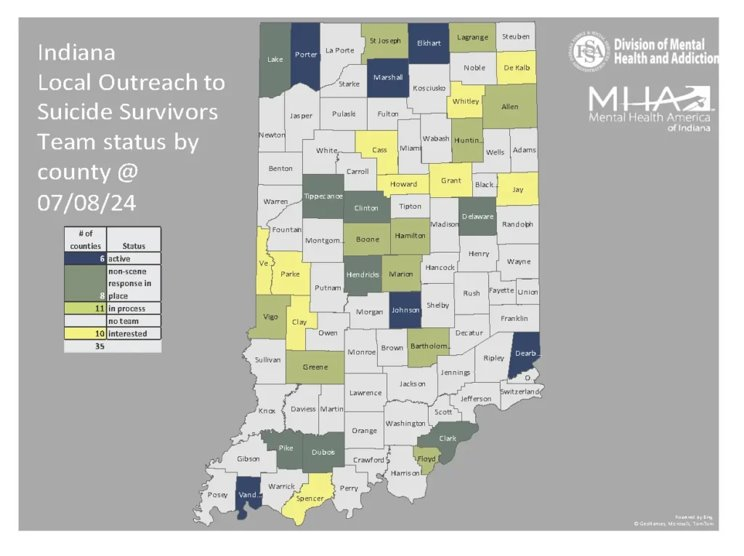 Indiana
Local Outreach to
Suicide Survivors
Team status by
county @
07/08/24
# of counties Status
6 active
8 non-scene response in place
11 in process
no team
10 interested
35
FSSA
Division of Mental
Health and Addiction
MHA
Mental Health America
of Indiana
Lake
Porter
La Porte
St Joseph
Elkhart
Lagrange
Steuben
Noble
De Kalb
Marshall
Starke
Kosciusko
Whitley
Allen
Jasper
Pulaski
Fulton
Newton
Wabash
Huntin...
Miami
Wells
Adams
White
Cass
Benton
Carroll
Howard
Grant
Black...
Jay
Warren
Tippecanoe
Clinton
Tipton
Delaware
Randolph
Madison
Fountain
Montgom...
Boone
Hamilton
Henry
Wayne
Ve...
Parke
Hendricks
Marion
Hancock
Putnam
Rush
Fayette
Union
Shelby
Johnson
Morgan
Vigo
Clay
Owen
Franklin
Decatur
Bartholom...
Brown
Monroe
Dearb...
Ripley
Sullivan
Greene
Jennings
O...
Switzerland
Jackson
Lawrence
Jefferson
Knox
Daviess
Martin
Washington
Scott
Orange
Clark
Pike
Dubois
Floyd
Gibson
Crawford
Harrison
Posey
Vand...
Warrick
Spencer
Perry
Powered by Bing
© GeoNames, Microsoft, TomTom